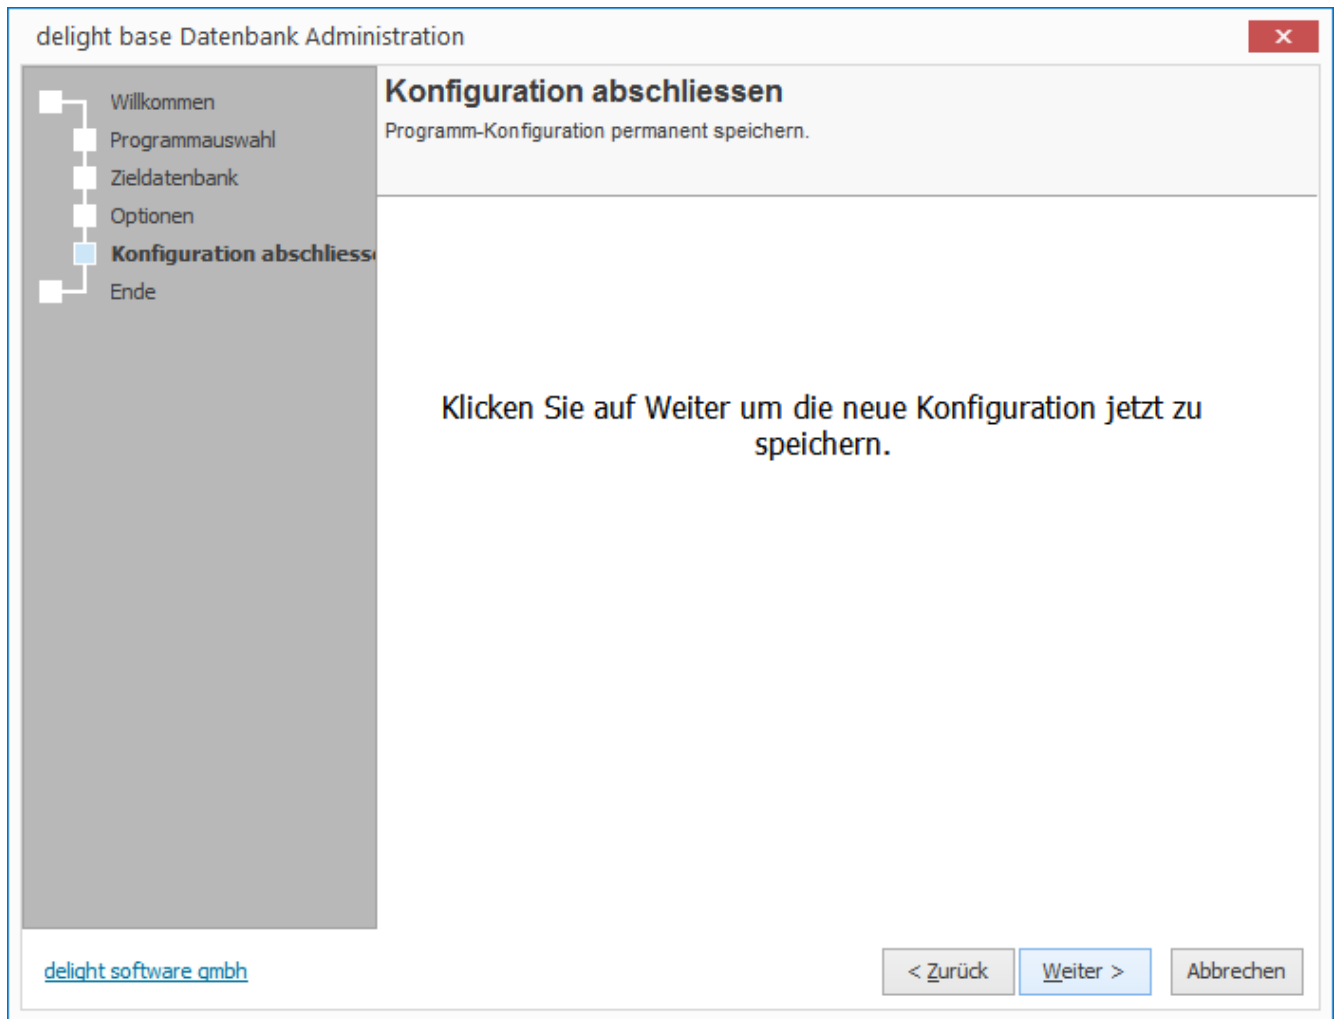 delight base Datenbank Administration
Willkommen
Programmauswahl
Zieldatenbank
Optionen
Konfiguration abschliess
Ende
Konfiguration abschliessen
Programm-Konfiguration permanent speichern.
Klicken Sie auf Weiter um die neue Konfiguration jetzt zu
speichern.
delight software gmbh
< Zurück
Weiter >
Abbrechen